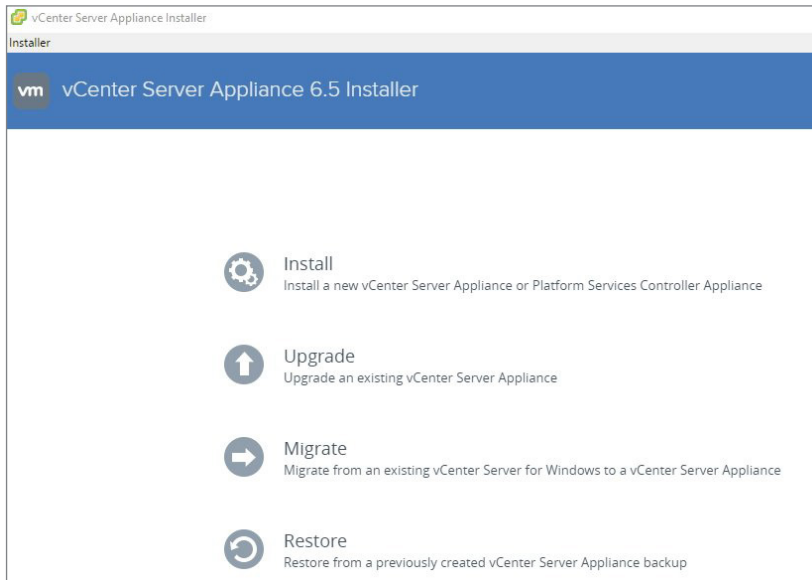 vCenter Server Appliance Installer
Installer
vm vCenter Server Appliance 6.5 Installer
Install
Install a new vCenter Server Appliance or Platform Services Controller Appliance
Upgrade
Upgrade an existing vCenter Server Appliance
Migrate
Migrate from an existing vCenter Server for Windows to a vCenter Server Appliance
Restore
Restore from a previously created vCenter Server Appliance backup